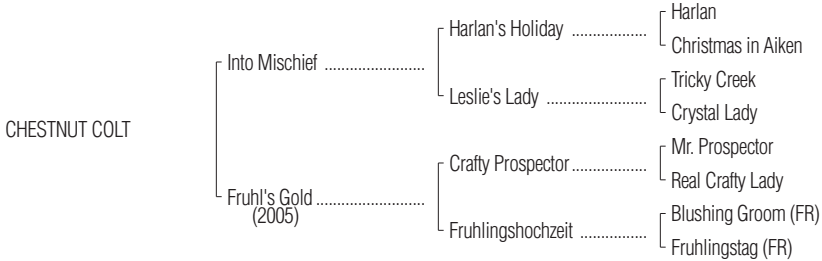 Harlan
Harlan's Holiday ..................
Christmas in Aiken
Into Mischief ........................
Tricky Creek
Leslie's Lady ........................
Crystal Lady
CHESTNUT COLT
Mr. Prospector
Crafty Prospector..................
Real Crafty Lady
Fruhl's Gold ..........................
(2005)
Blushing Groom (FR)
Fruhlingshochzeit ................
Fruhlingstag (FR)